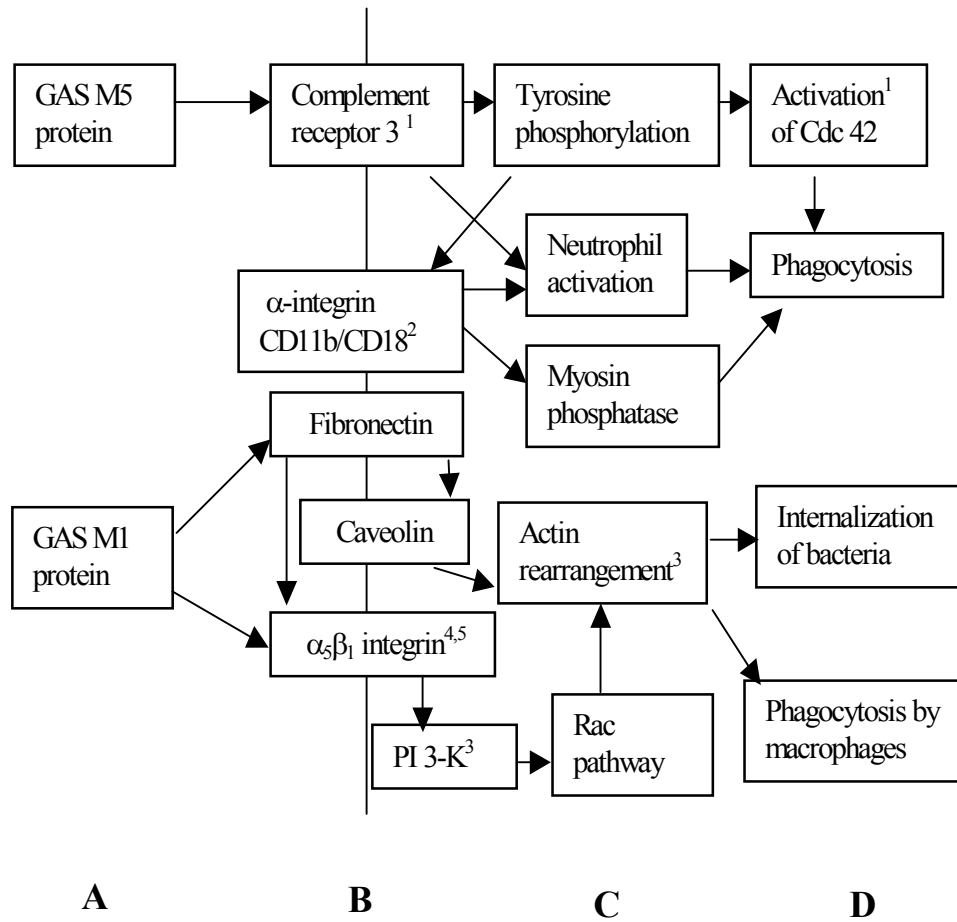 GAS M5
protein
Complement
receptor 3 ¹
Tyrosine
phosphorylation
Activation¹
of Cdc 42
Neutrophil
activation
Phagocytosis
α-integrin
CD11b/CD18²
Myosin
phosphatase
Fibronectin
GAS M1
protein
Caveolin
Actin
rearrangement³
Internalization
of bacteria
α₅β₁ integrin⁴,⁵
PI 3-K³
Rac
pathway
Phagocytosis by
macrophages
A B C D